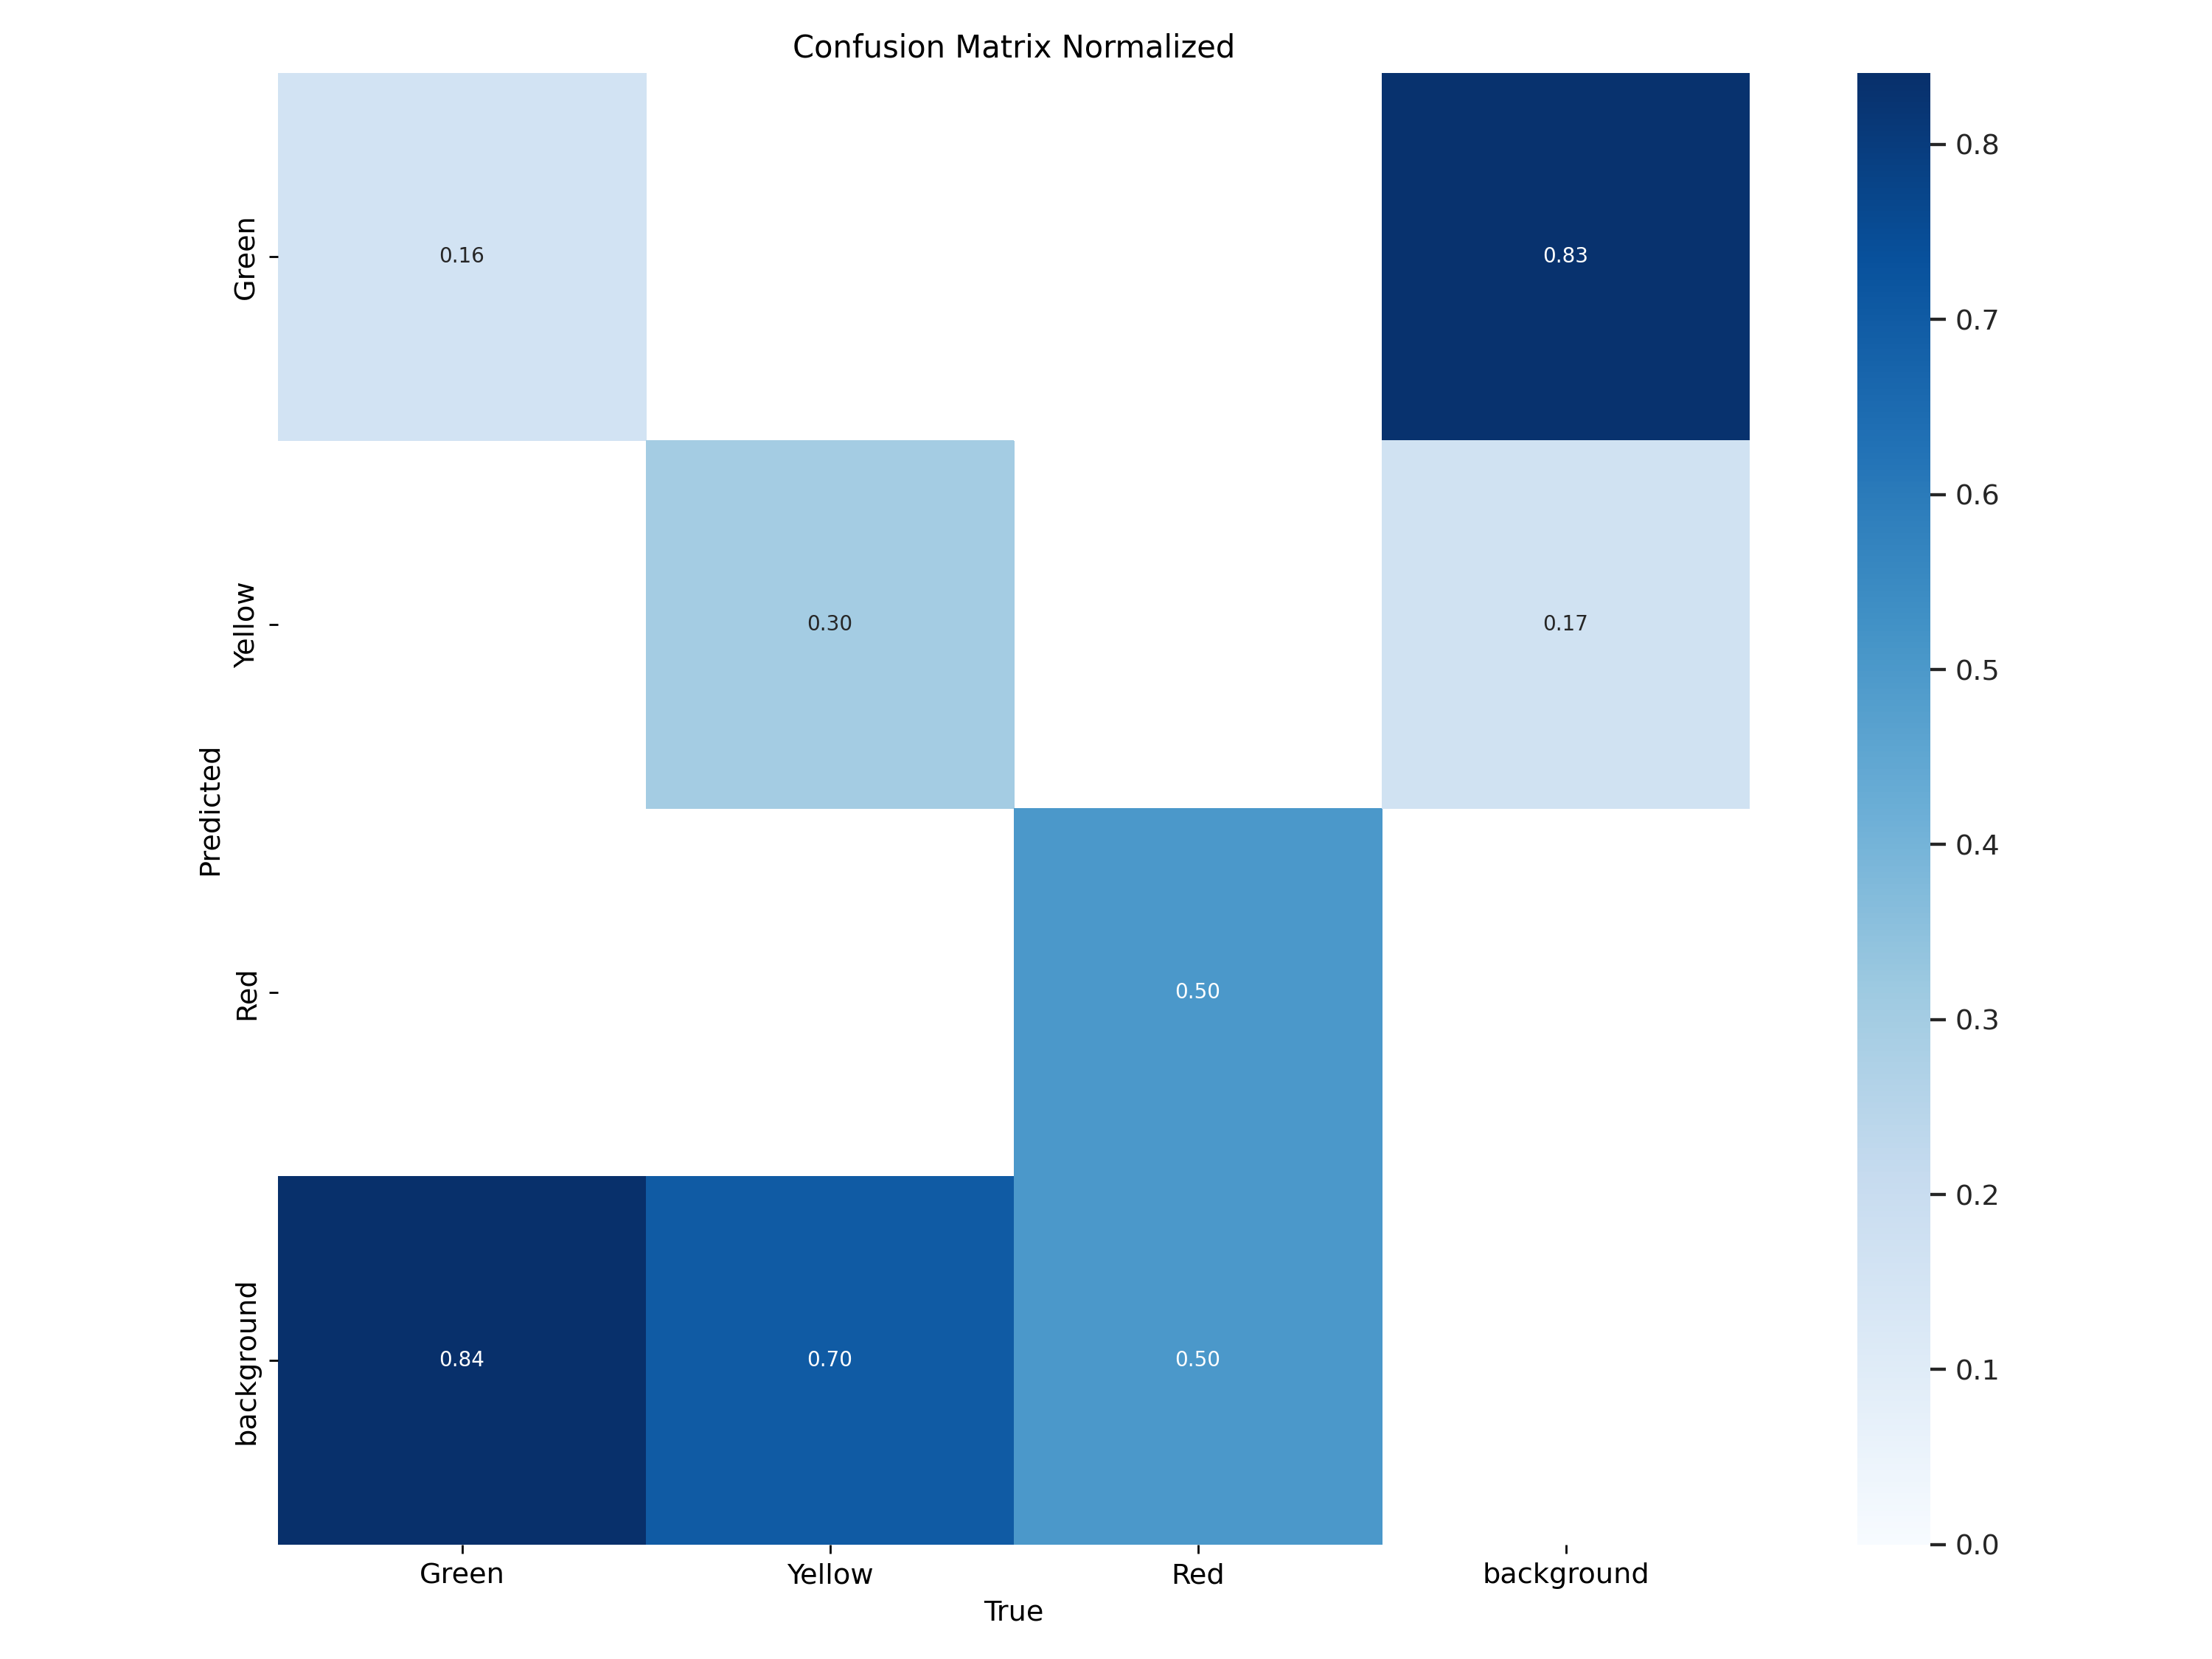 Confusion Matrix Normalized
Green
Yellow
Red
background
Predicted
0.16
0.83
0.30
0.17
0.50
0.84
0.70
0.50
Green
Yellow
Red
background
True
0.8
0.7
0.6
0.5
0.4
0.3
0.2
0.1
0.0